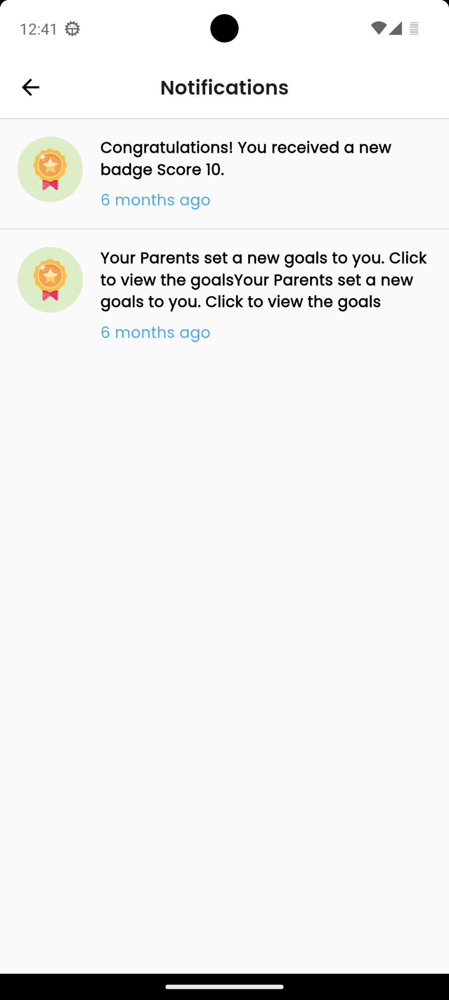 12:41
Notifications
Congratulations! You received a new
badge Score 10.
6 months ago
Your Parents set a new goals to you. Click
to view the goalsYour Parents set a new
goals to you. Click to view the goals
6 months ago